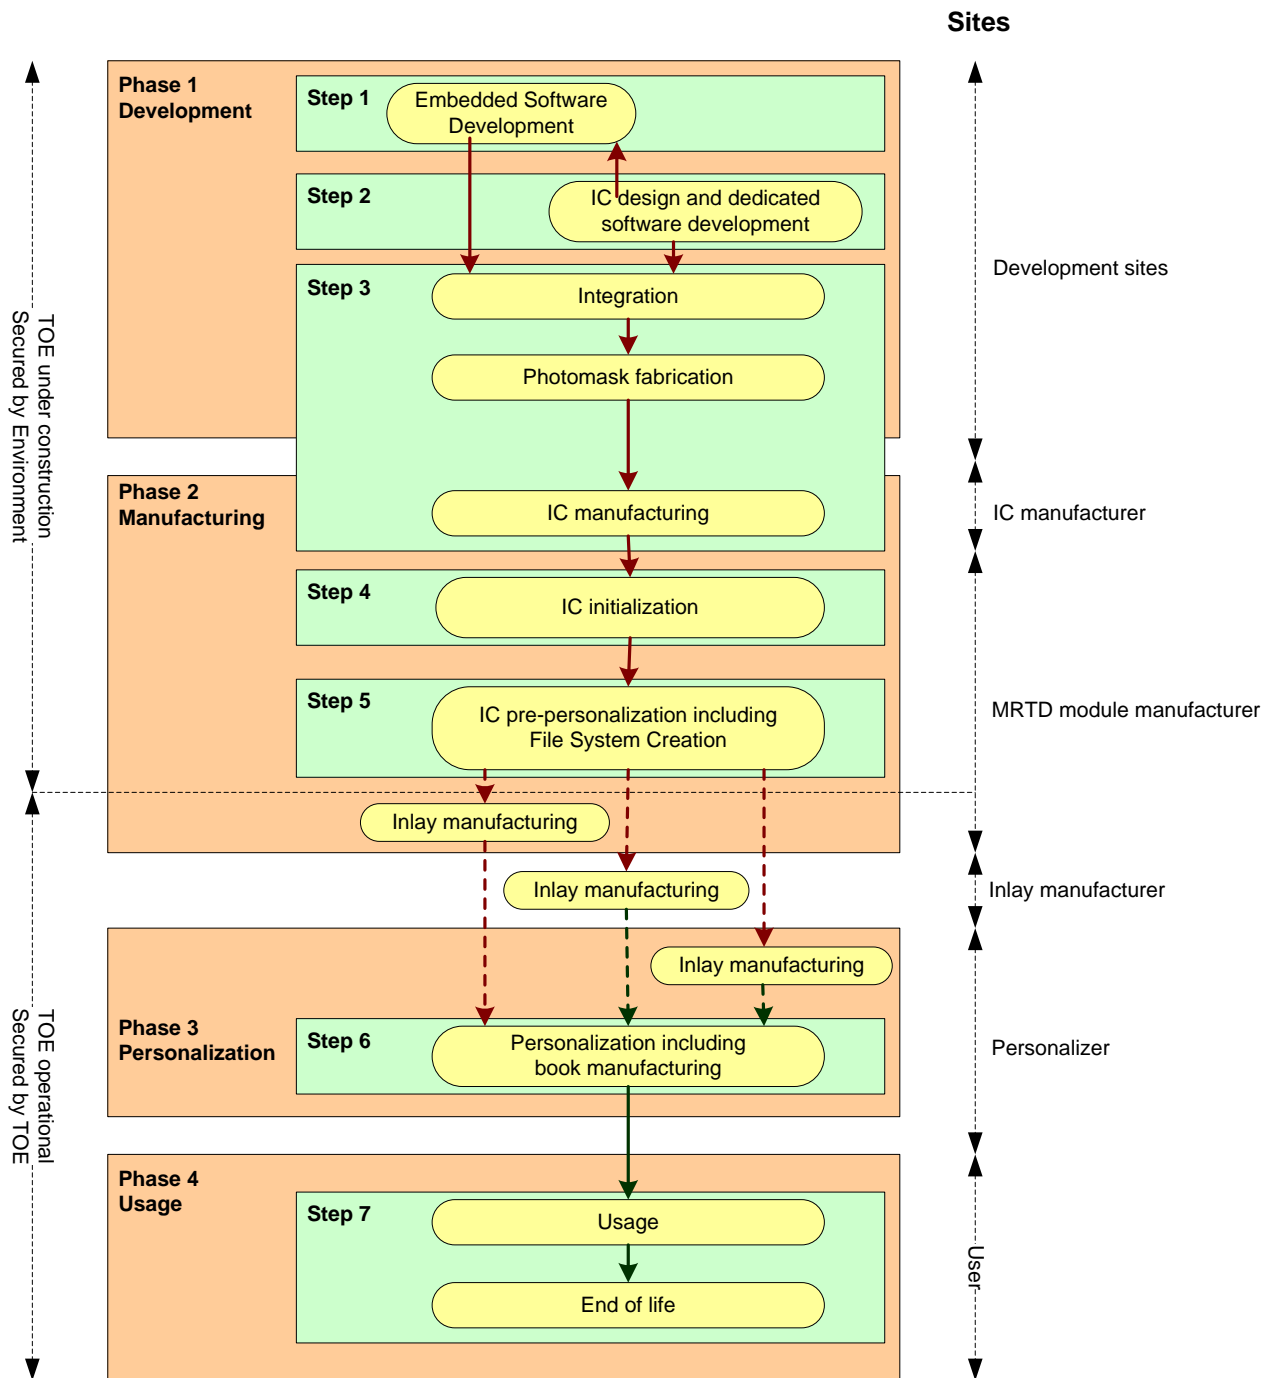 Sites
Phase 1
Development
Step 1
Embedded Software
Development
Step 2
IC design and dedicated
software development
Development sites
Step 3
Integration
TOE under construction
Secured by Environment
Photomask fabrication
Phase 2
Manufacturing
IC manufacturing
IC manufacturer
Step 4
IC initialization
Step 5
IC pre-personalization including
File System Creation
MRTD module manufacturer
Inlay manufacturing
Inlay manufacturing
Inlay manufacturer
Inlay manufacturing
Phase 3
Personalization
Step 6
Personalization including
book manufacturing
Personalizer
TOE operational
Secured by TOE
Phase 4
Usage
Step 7
Usage
User
End of life